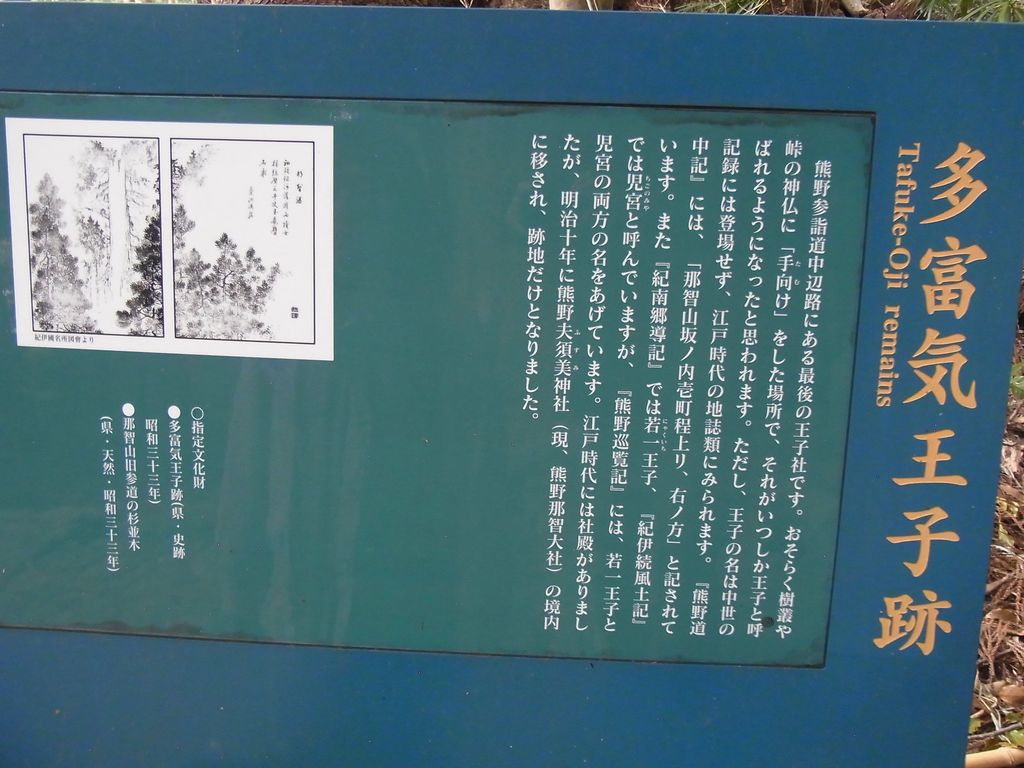 多富気王子跡
Tafuke-Oji remains
熊野参詣道中辺路にある最後の王子社です。おそらく樹叢や
峠の神仏に「手向け」をした場所で、それがいつしか王子と呼
ばれるようになったと思われます。ただし、王子の名は中世の
記録には登場せず、江戸時代の地誌類にみられます。『熊野道
中記』には、「那智山坂ノ内壱町程上リ、右ノ方」と記されて
います。また『紀南郷導記』では若一王子、『紀伊続風土記』
では児宮と呼んでいますが、『熊野巡覧記』には、若一王子と
児宮の両方の名をあげています。江戸時代には社殿がありまし
たが、明治十年に熊野夫須美神社（現、熊野那智大社）の境内
に移され、跡地だけとなりました。
たむ
にゃくいち
ちごのみや
ふすみ
紀伊國名所図會より
○指定文化財
●多富気王子跡（県・史跡
昭和三十三年）
●那智山旧参道の杉並木
（県・天然・昭和三十三年）